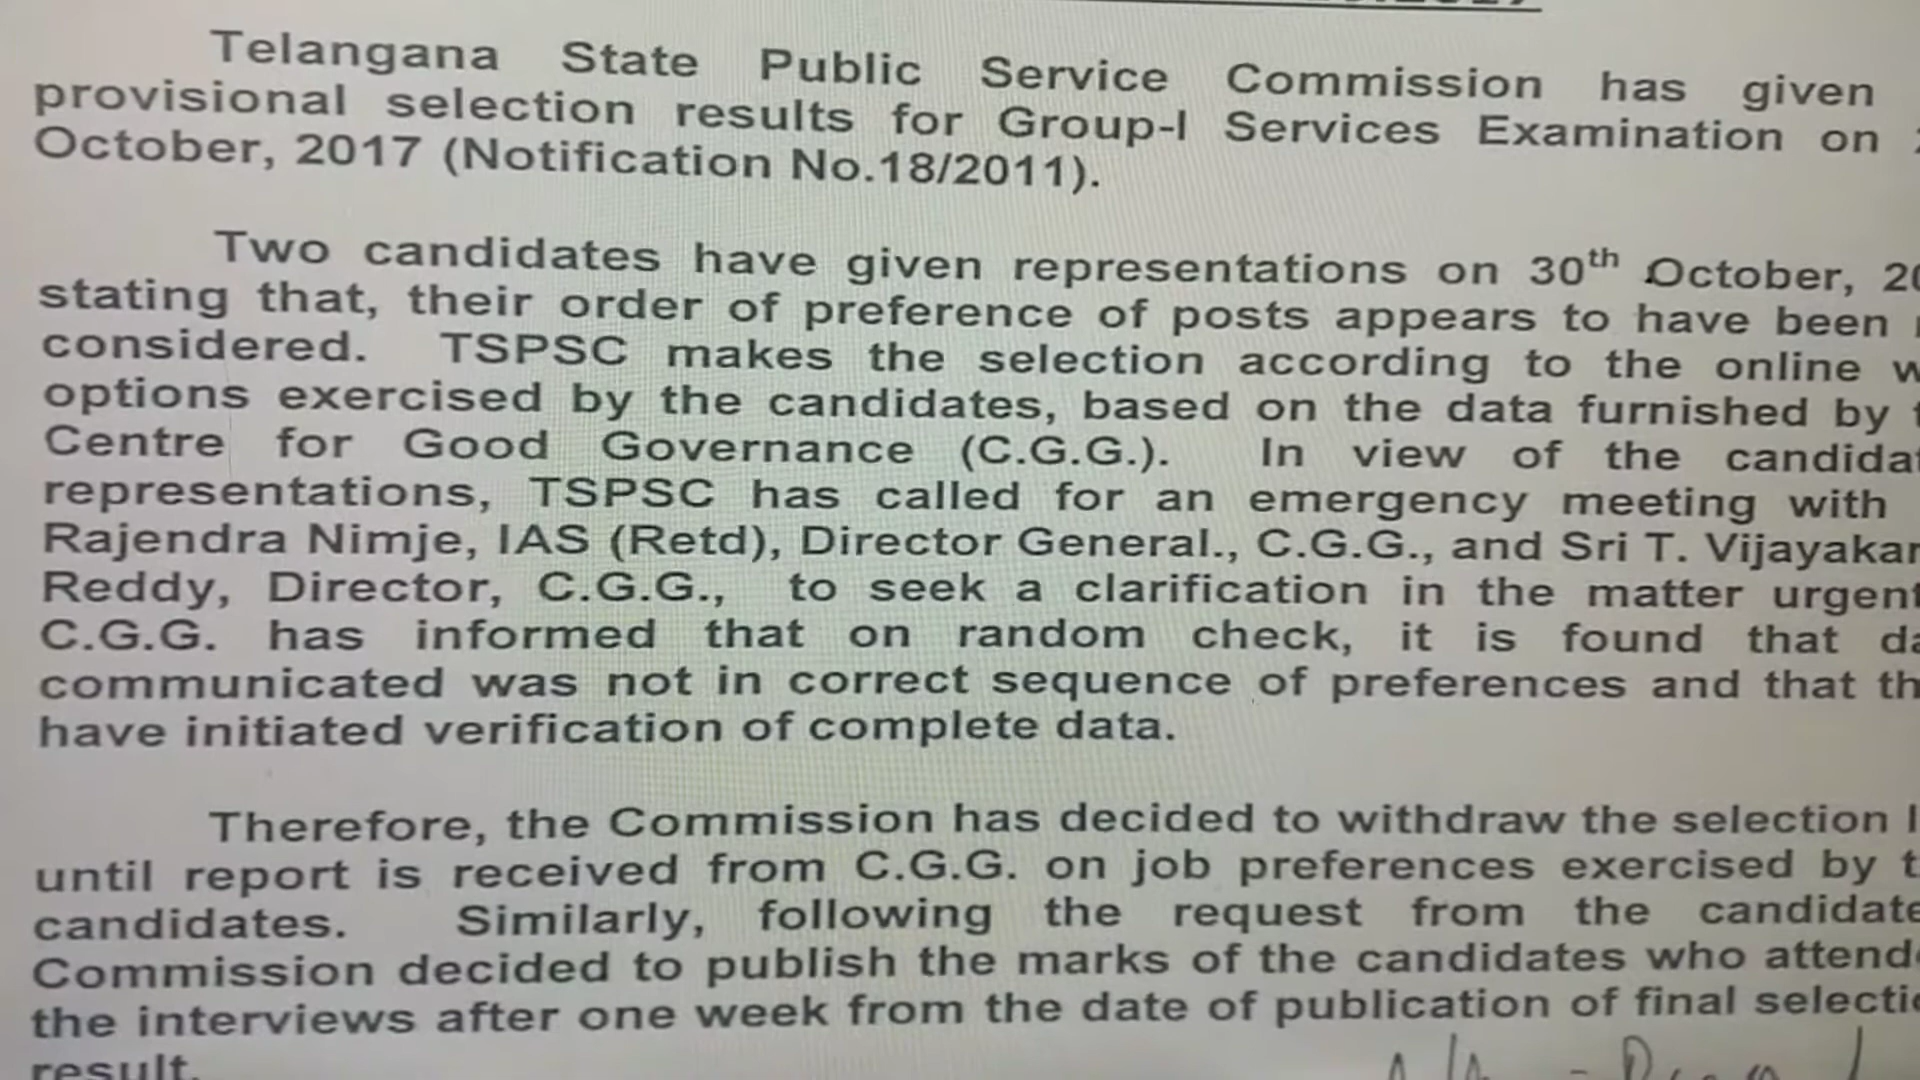 Telangana State Public Service Commission has given
provisional selection results for Group-I Services Examination on
October, 2017 (Notification No.18/2011).
Two candidates have given representations on 30th October,
stating that, their order of preference of posts appears to have been
considered. TSPSC makes the selection according to the online
options exercised by the candidates, based on the data furnished by
Centre for Good Governance (C.G.G.). In view of the
representations, TSPSC has called for an emergency meeting with
Rajendra Nimje, IAS (Retd), Director General., C.G.G., and Sri T.
Reddy, Director, C.G.G., to seek a clarification in the matter
C.G.G. has informed that on random check, it is found that
communicated was not in correct sequence of preferences and that
have initiated verification of complete data.
Therefore, the Commission has decided to withdraw the selection
until report is received from C.G.G. on job preferences exercised by
candidates. Similarly, following the request from the
Commission decided to publish the marks of the candidates who
the interviews after one week from the date of publication of final
result.